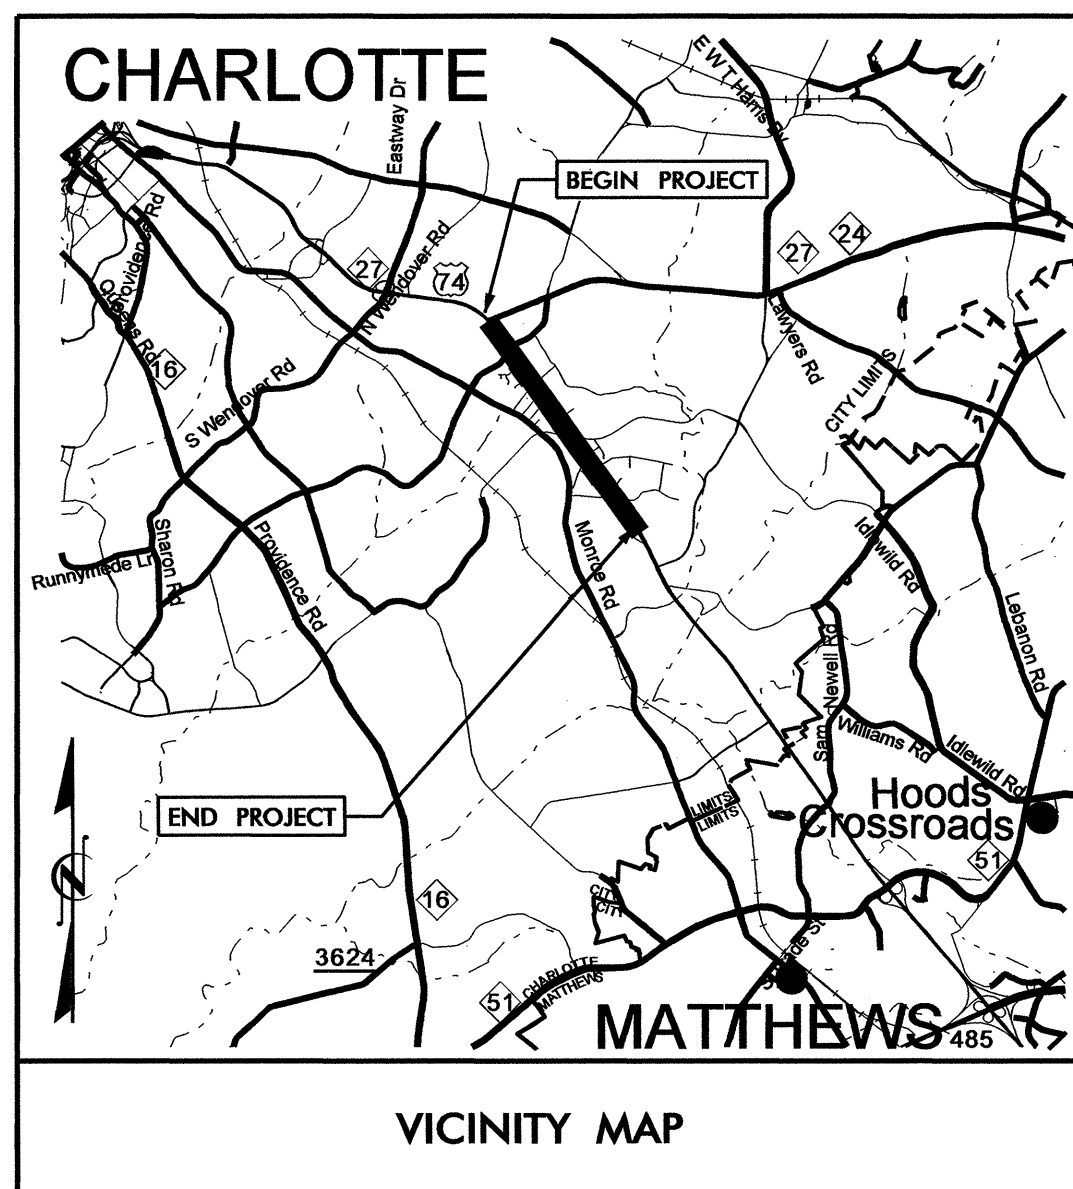 CHARLOTTE
Eastway Dr
E W T Harris
BEGIN PROJECT
Providence Rd
Queens Rd
27
N Wendover Rd
74
27
24
16
S Wendover Rd
Lawyers Rd
CITY LIMITS
Runnymede Ln
Sharon Rd
Providence Rd
Monroe Rd
Idlewild Rd
Lebanon Rd
Sam Newell Rd
Williams Rd
Idlewild Rd
END PROJECT
Hoods
Crossroads
LIMITS
LIMITS
51
N
16
CITY
CITY
3624
CHARLOTTE
MATTHEWS
51
MATTHEWS
485
VICINITY MAP